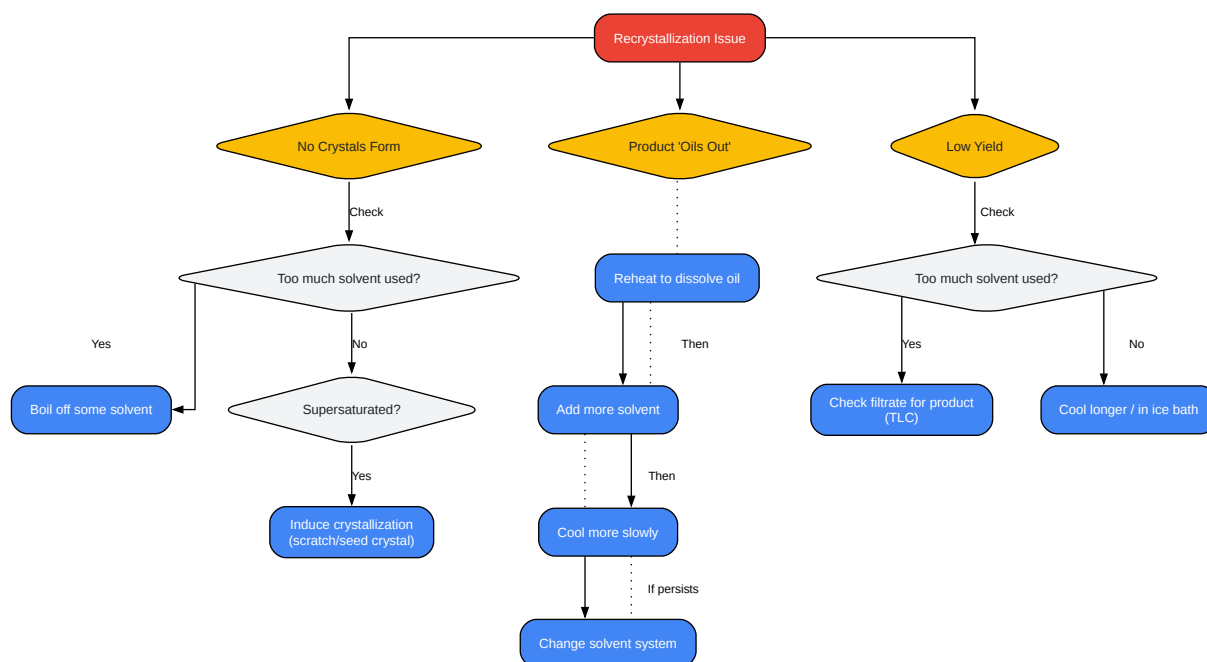 Recrystallization Issue
No Crystals Form
Product 'Oils Out'
Low Yield
Check
Check
Too much solvent used?
Reheat to dissolve oil
Too much solvent used?
Yes
No
Then
Yes
No
Boil off some solvent
Supersaturated?
Add more solvent
Check filtrate for product
(TLC)
Cool longer / in ice bath
Yes
Then
Induce crystallization
(scratch/seed crystal)
Cool more slowly
If persists
Change solvent system